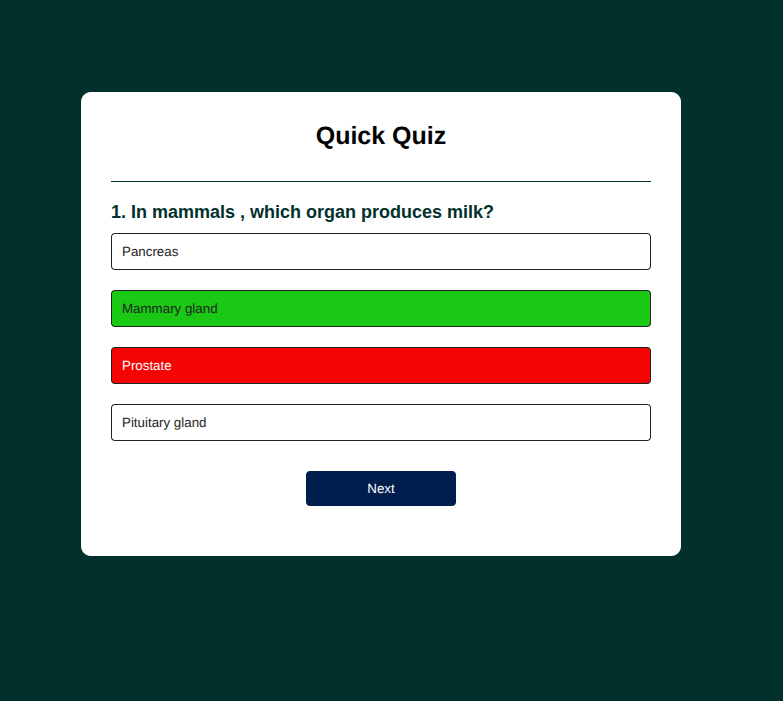 Quick Quiz
1. In mammals , which organ produces milk?
Pancreas
Mammary gland
Prostate
Pituitary gland
Next